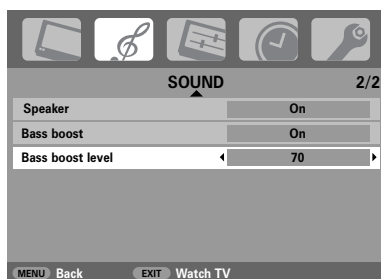 SOUND 2/2
Speaker On
Bass boost On
Bass boost level 70
MENU Back EXIT Watch TV